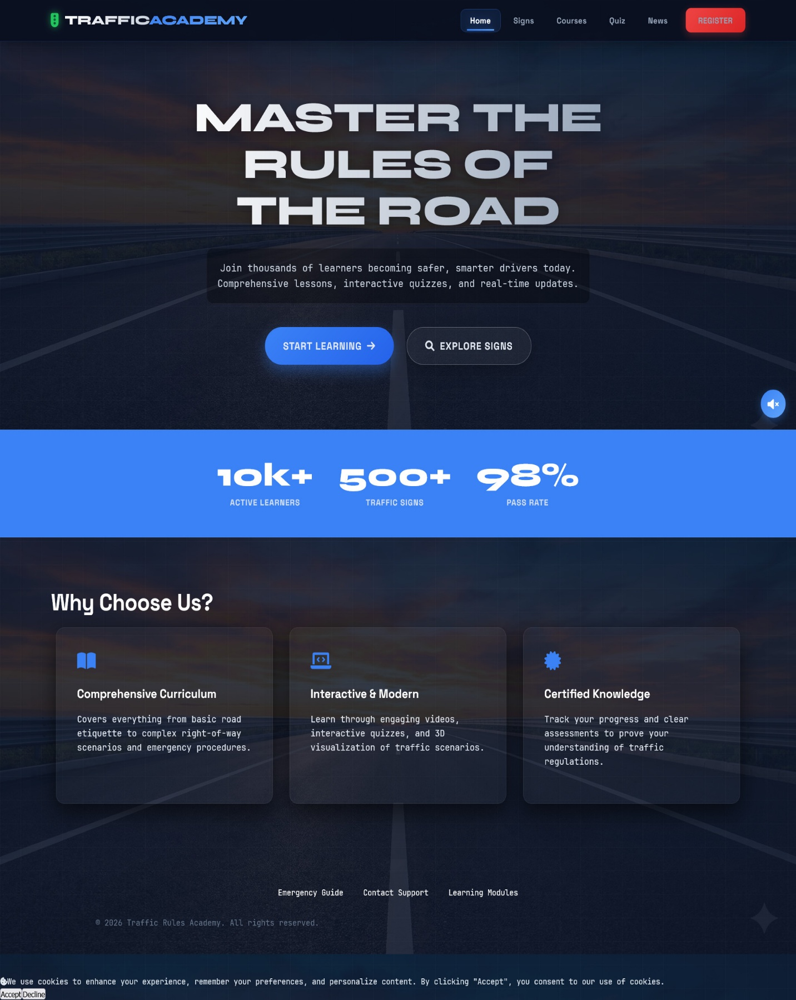 TRAFFICACADEMY
Home
Signs
Courses
Quiz
News
REGISTER
MASTER THE
RULES OF
THE ROAD
Join thousands of learners becoming safer, smarter drivers today.
Comprehensive lessons, interactive quizzes, and real-time updates.
START LEARNING
EXPLORE SIGNS
10k+
ACTIVE LEARNERS
500+
TRAFFIC SIGNS
98%
PASS RATE
Why Choose Us?
Comprehensive Curriculum
Covers everything from basic road
etiquette to complex right-of-way
scenarios and emergency procedures.
Interactive & Modern
Learn through engaging videos,
interactive quizzes, and 3D
visualization of traffic scenarios.
Certified Knowledge
Track your progress and clear
assessments to prove your
understanding of traffic
regulations.
Emergency Guide
Contact Support
Learning Modules
© 2026 Traffic Rules Academy. All rights reserved.
We use cookies to enhance your experience, remember your preferences, and personalize content. By clicking "Accept", you consent to our use of cookies.
Accept
Decline